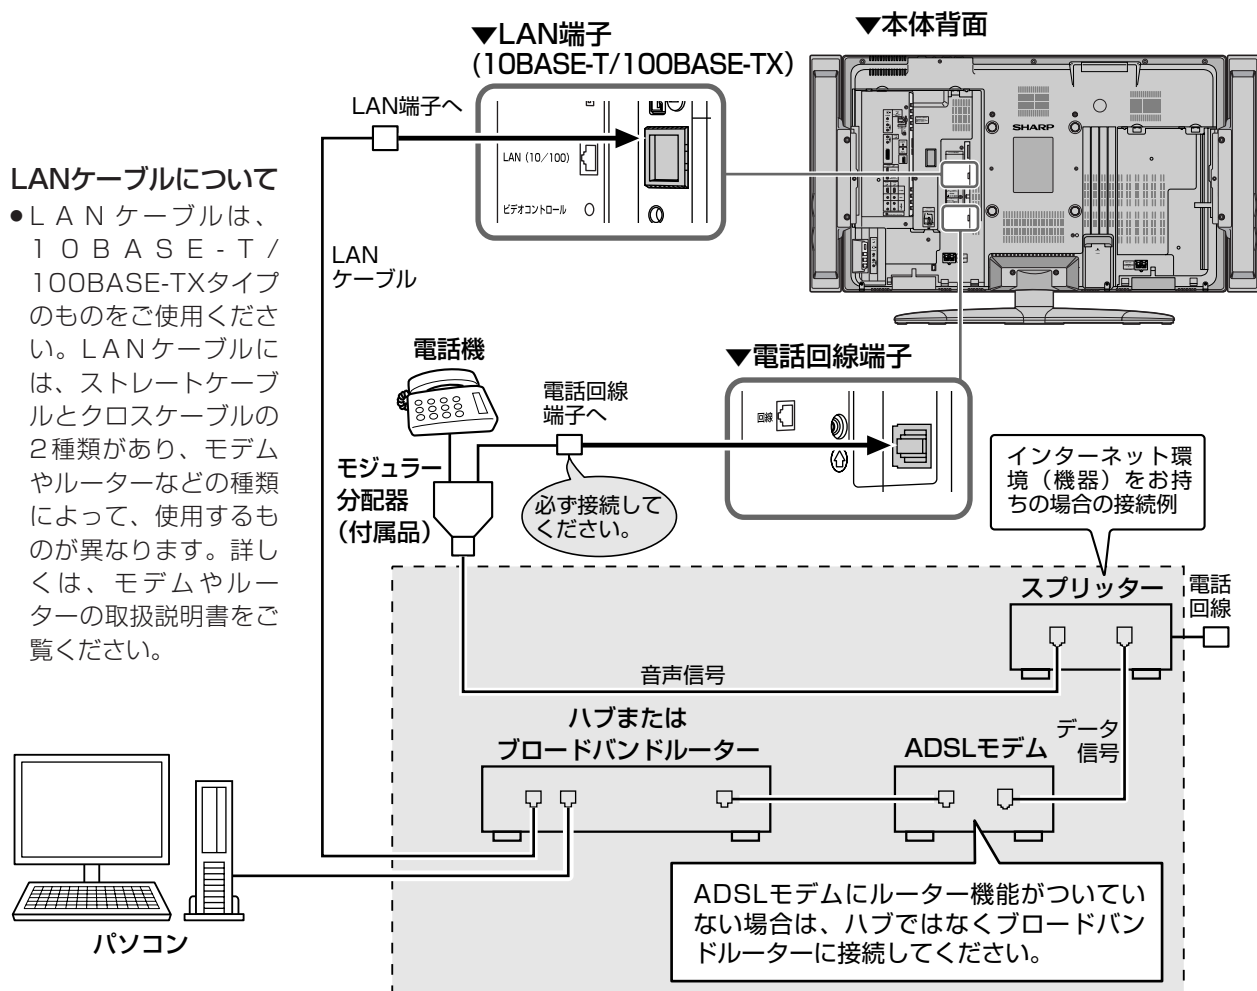 ▼本体背面
▼LAN端子
(10BASE-T/100BASE-TX)
LAN端子へ
LAN（10／100）
ビデオコントロール
SHARP
LANケーブルについて
●LANケーブルは、
10BASE-T/
100BASE-TXタイプ
のものをご使用くださ
い。LANケーブルに
は、ストレートケーブ
ルとクロスケーブルの
2種類があり、モデム
やルーターなどの種類
によって、使用するも
のが異なります。詳し
くは、モデムやルー
ターの取扱説明書をご
覧ください。
LAN
ケーブル
電話機
▼電話回線端子
電話回線
端子へ
回線
モジュラー
分配器
（付属品）
必ず接続して
ください。
インターネット環
境（機器）をお持
ちの場合の接続例
スプリッター
電話
回線
音声信号
データ
信号
ハブまたは
ブロードバンドルーター
ADSLモデム
ADSLモデムにルーター機能がついてい
ない場合は、ハブではなくブロードバン
ドルーターに接続してください。
パソコン